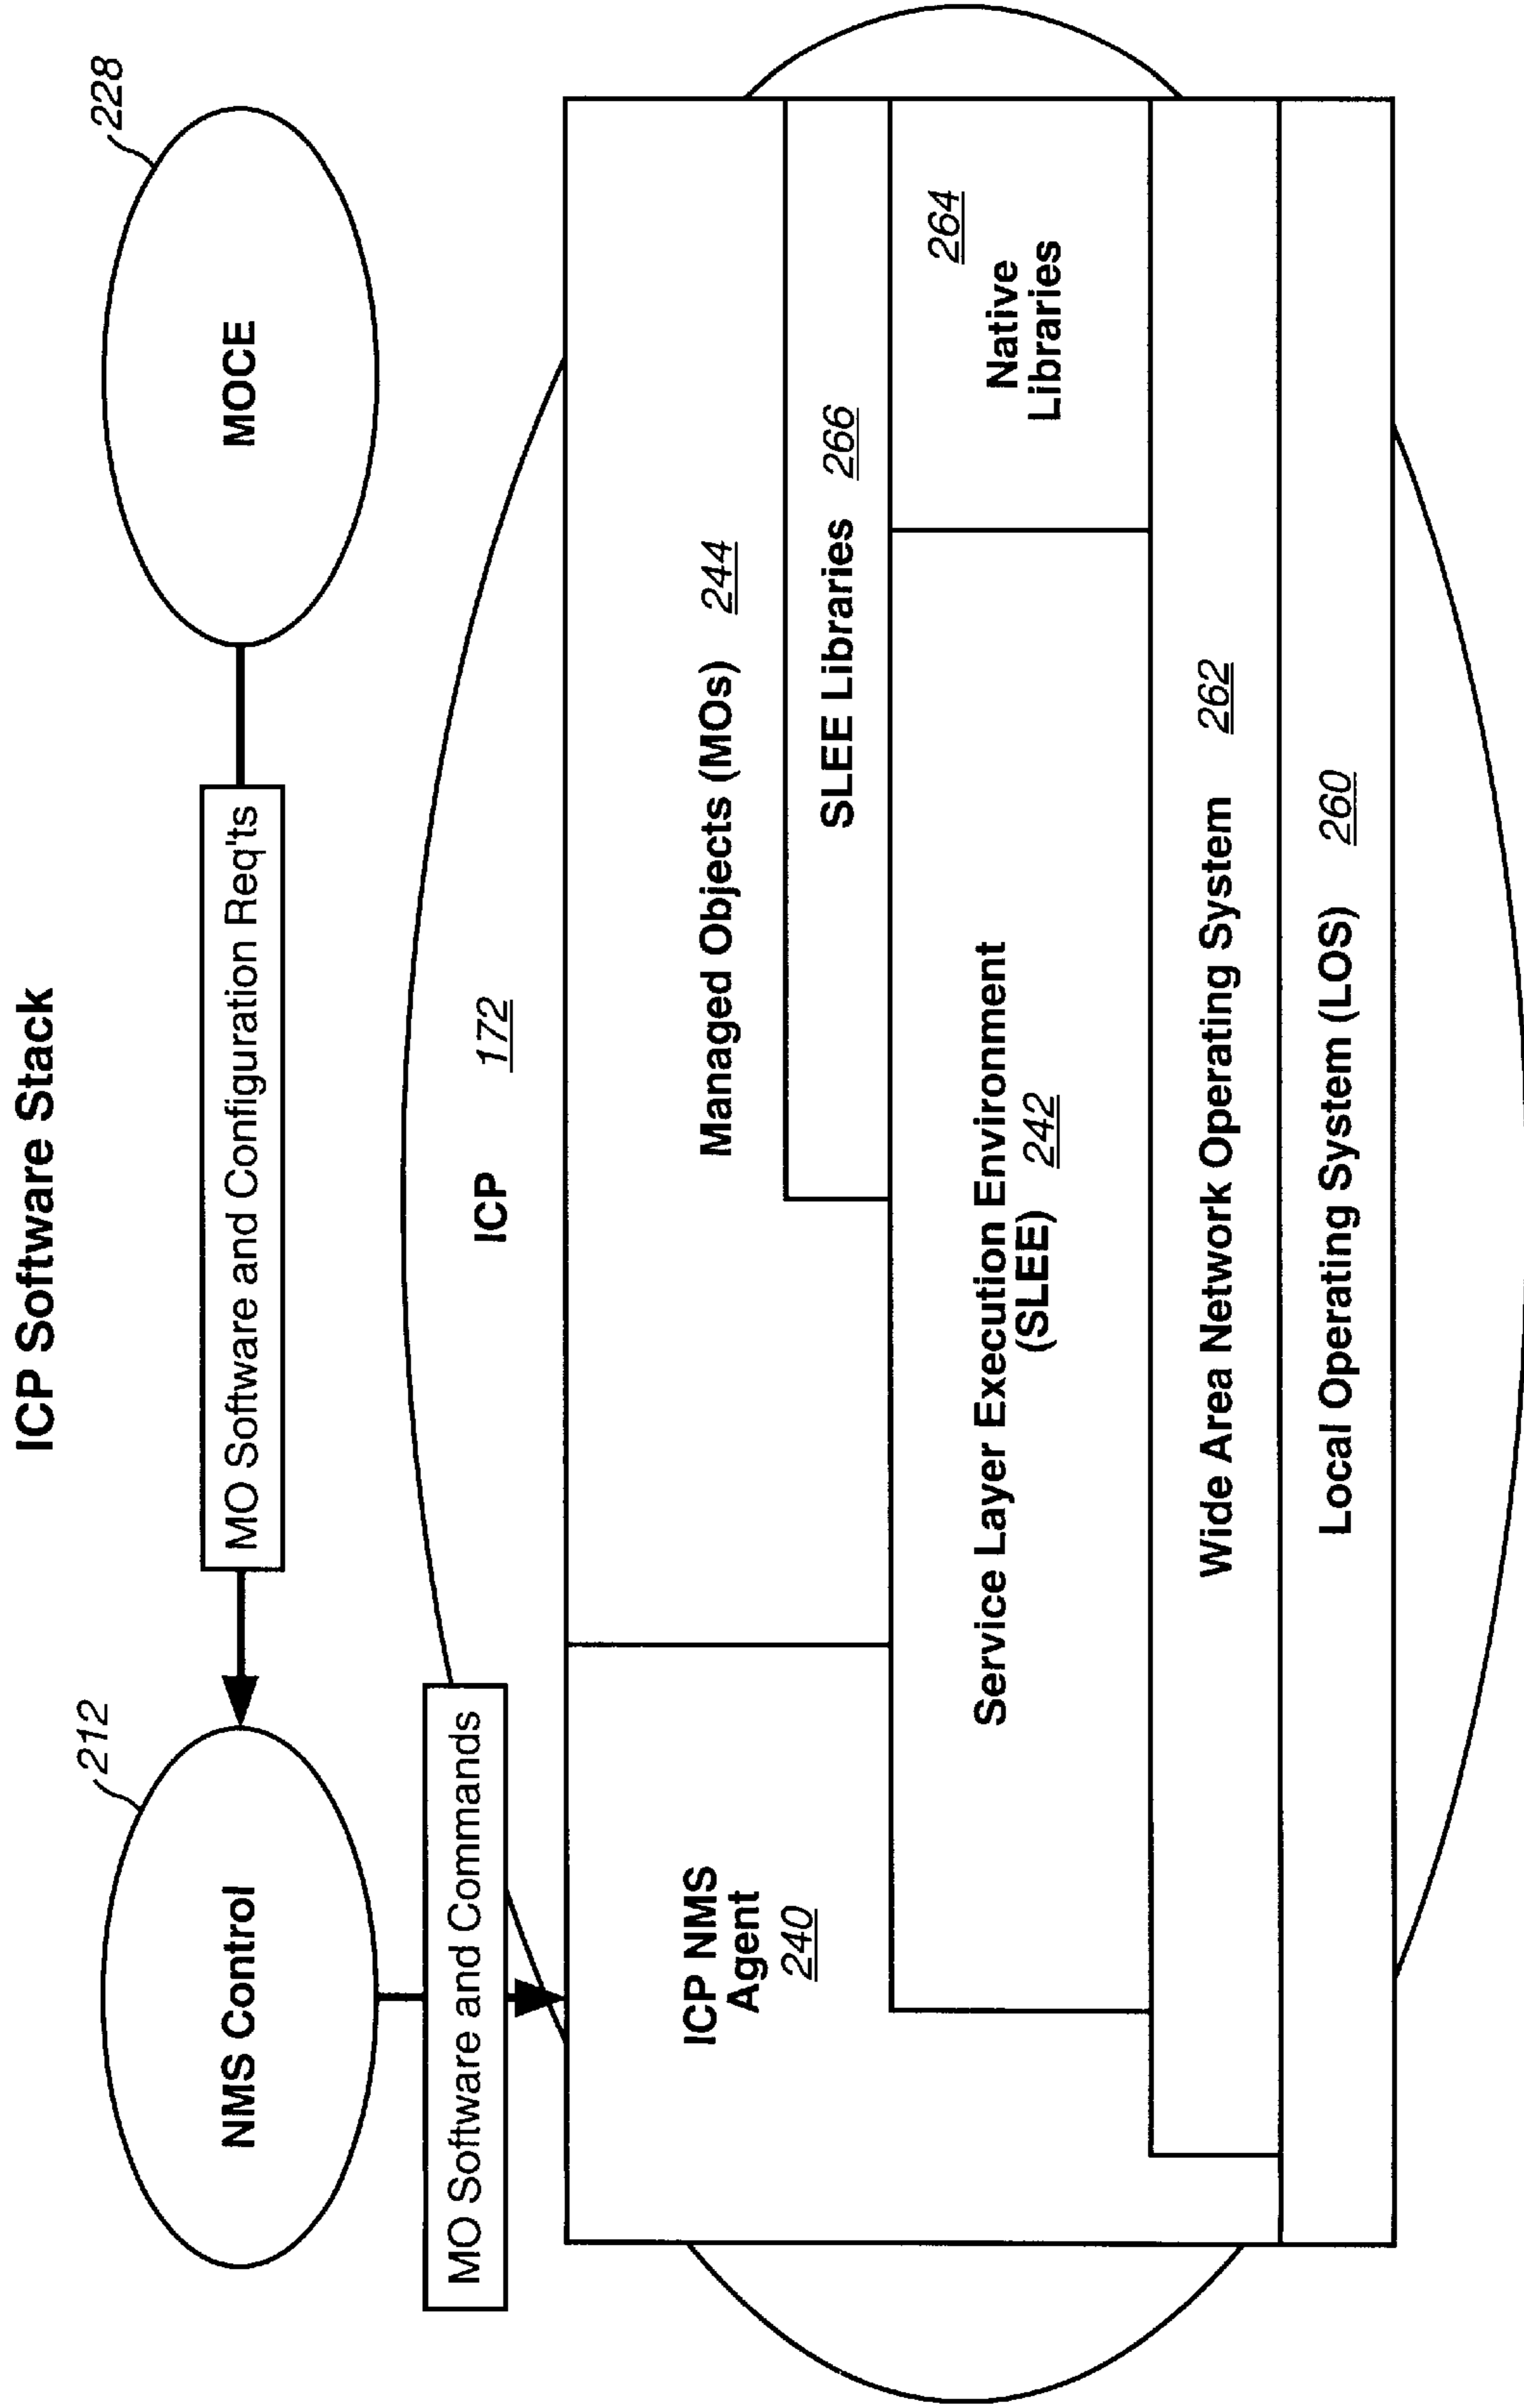 ICP Software Stack
212
228
NMS Control
MO Software and Configuration Req'ts
MOCE
MO Software and Commands
ICP 172
ICP NMS
Agent
240
Managed Objects (MOs) 244
SLEE Libraries 266
Service Layer Execution Environment
(SLEE) 242
264
Native
Libraries
Wide Area Network Operating System 262
Local Operating System (LOS) 260